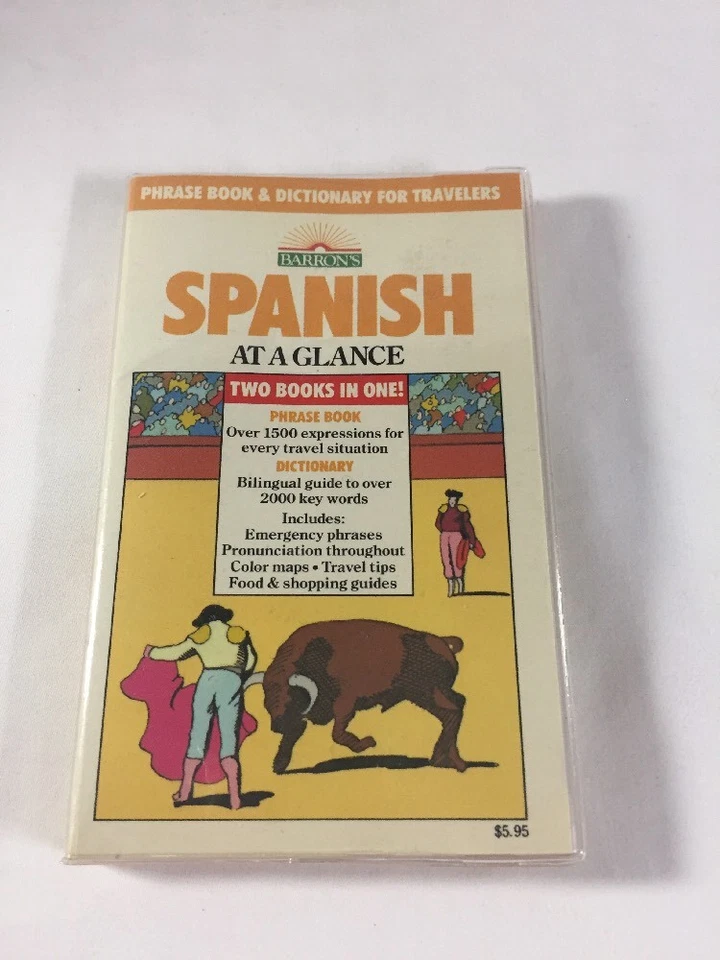 PHRASE BOOK & DICTIONARY FOR TRAVELERS
BARRON'S
SPANISH
AT A GLANCE
TWO BOOKS IN ONE!
PHRASE BOOK
Over 1500 expressions for
every travel situation
DICTIONARY
Bilingual guide to over
2000 key words
Includes:
Emergency phrases
Pronunciation throughout
Color maps • Travel tips
Food & shopping guides
$5.95